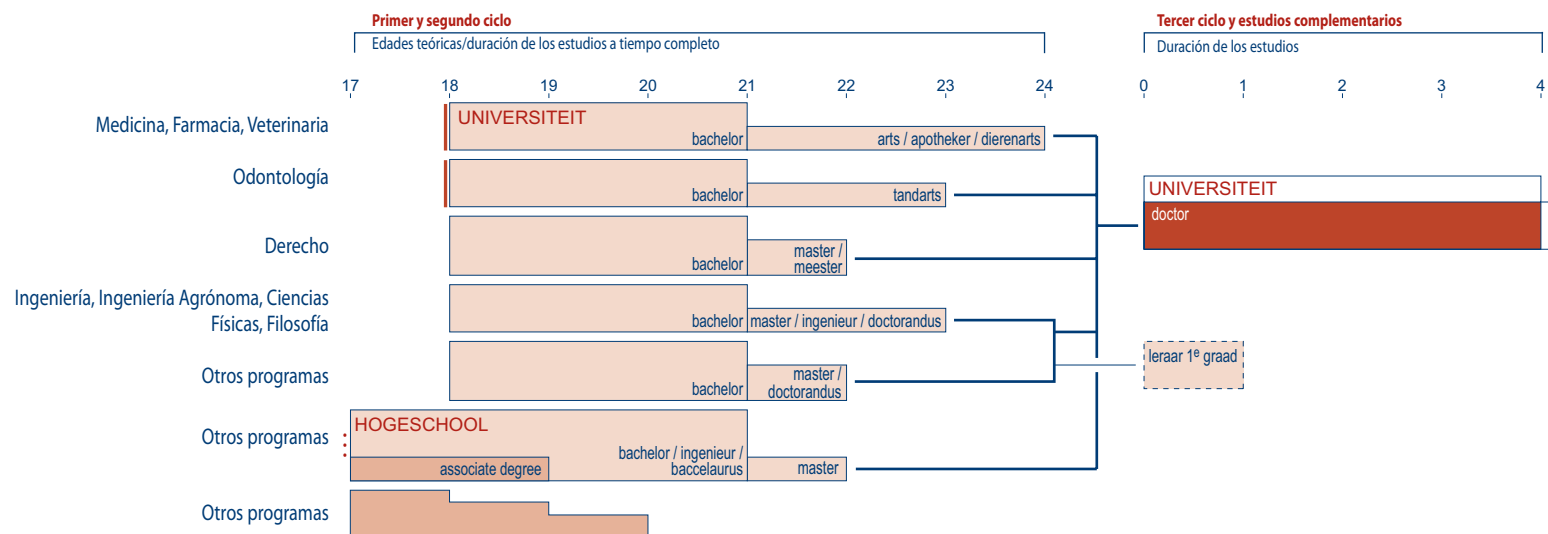 Primer y segundo ciclo
Tercer ciclo y estudios complementarios
Edades teóricas/duración de los estudios a tiempo completo
Duración de los estudios
17 18 19 20 21 22 23 24 0 1 2 3 4
Medicina, Farmacia, Veterinaria
UNIVERSITEIT
bachelor
arts / apotheker / dierenarts
Odontología
bachelor
tandarts
UNIVERSITEIT
doctor
Derecho
bachelor
master /
meester
Ingeniería, Ingeniería Agrónoma, Ciencias
Físicas, Filosofía
bachelor
master / ingenieur / doctorandus
Otros programas
bachelor
master /
doctorandus
leraar 1e graad
Otros programas
HOGESCHOOL
associate degree
bachelor / ingenieur /
baccelaurus
master
Otros programas